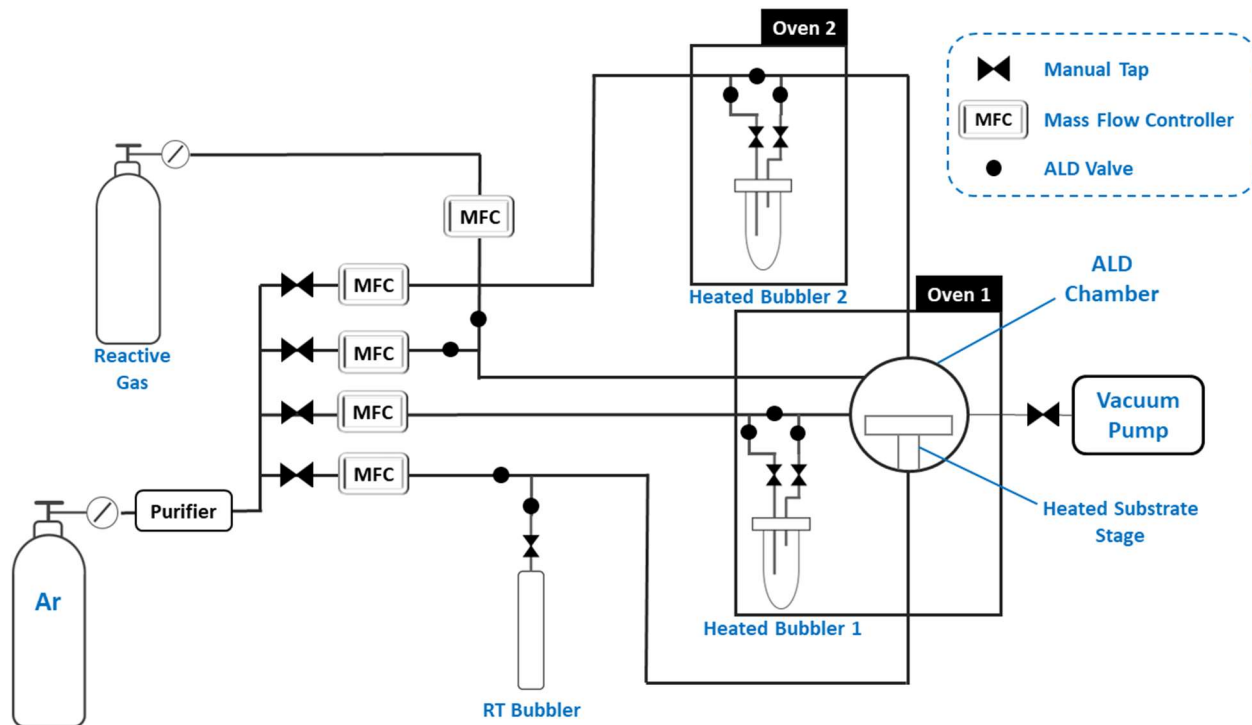 Oven 2
Manual Tap
MFC
Mass Flow Controller
ALD Valve
MFC
Heated Bubbler 2
MFC
Oven 1
ALD
Chamber
Reactive
Gas
MFC
MFC
Vacuum
Pump
MFC
Purifier
Heated Substrate
Stage
Ar
Heated Bubbler 1
RT Bubbler